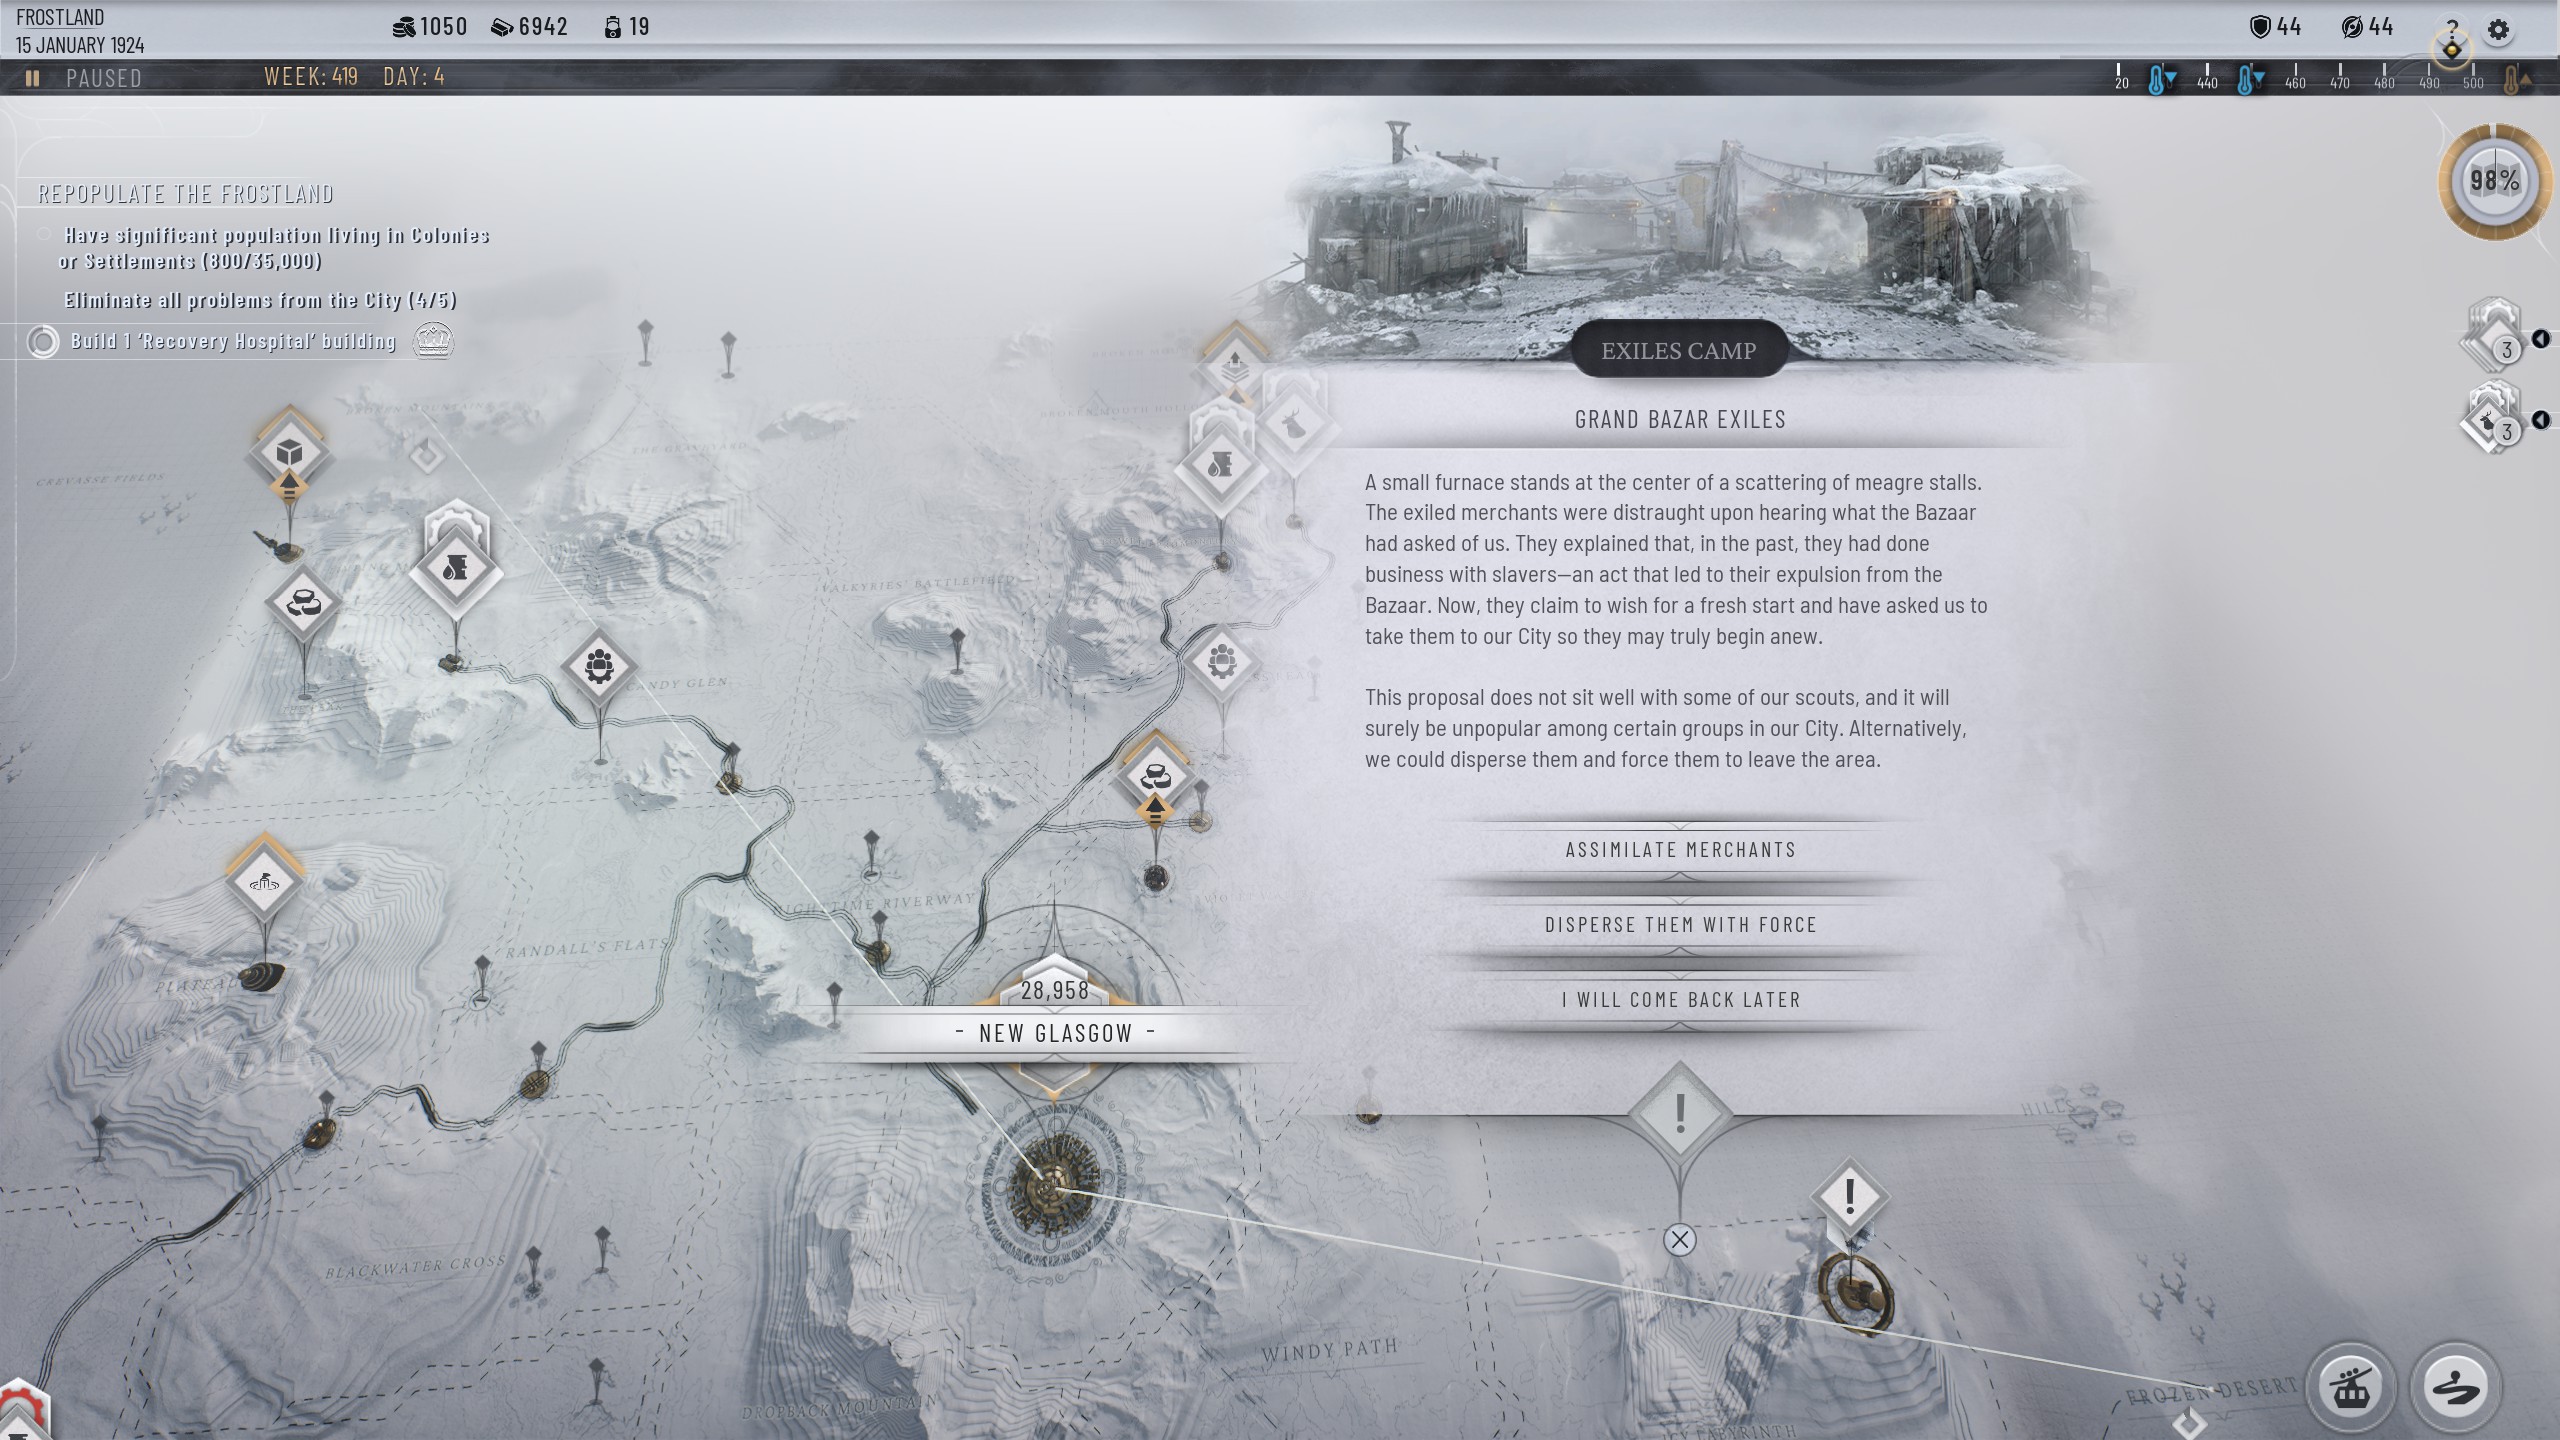 FROSTLAND
15 JANUARY 1924
1050
6942
19
44
44
?
PAUSED
WEEK: 419 DAY: 4
20
440
460
470
480
490
500
98%
REPOPULATE THE FROSTLAND
Have significant population living in Colonies
or Settlements (800/35,000)
Eliminate all problems from the City (4/5)
Build 1 'Recovery Hospital' building
3
3
EXILES CAMP
GRAND BAZAR EXILES
A small furnace stands at the center of a scattering of meagre stalls.
The exiled merchants were distraught upon hearing what the Bazaar
had asked of us. They explained that, in the past, they had done
business with slavers—an act that led to their expulsion from the
Bazaar. Now, they claim to wish for a fresh start and have asked us to
take them to our City so they may truly begin anew.
This proposal does not sit well with some of our scouts, and it will
surely be unpopular among certain groups in our City. Alternatively,
we could disperse them and force them to leave the area.
ASSIMILATE MERCHANTS
DISPERSE THEM WITH FORCE
I WILL COME BACK LATER
!
!
BROKEN MOUNTAINS
CREVASSE FIELDS
THE GRAVEYARD
VALKYRIES' BATTLEFIELD
RANDALL'S FLATS
PLATEAU
28,958
- NEW GLASGOW -
HILLS
BLACKWATER CROSS
WINDY PATH
DROPBACK MOUNTAIN
FROZEN DESERT